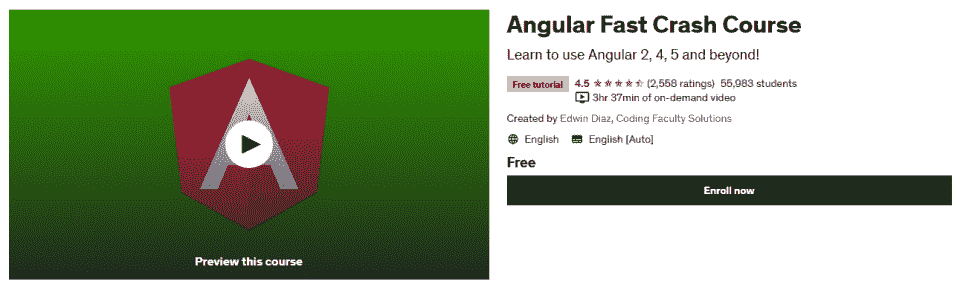 Angular Fast Crash Course
Learn to use Angular 2, 4, 5 and beyond!
Free tutorial 4.5 (2,558 ratings) 55,983 students
3hr 37min of on-demand video
Created by Edwin Diaz, Coding Faculty Solutions
English English [Auto]
Free
Enroll now
A
Preview this course